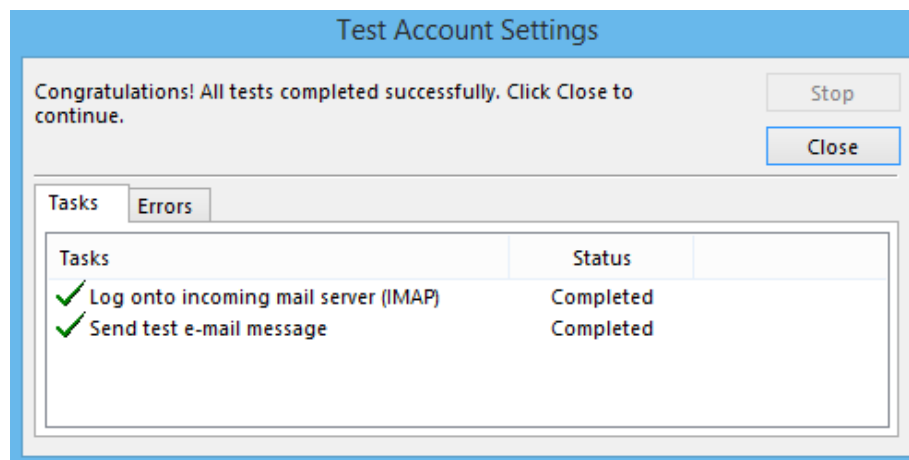 Test Account Settings
Congratulations! All tests completed successfully. Click Close to
continue.
Stop
Close
Tasks Errors
Tasks Status
Log onto incoming mail server (IMAP) Completed
Send test e-mail message Completed